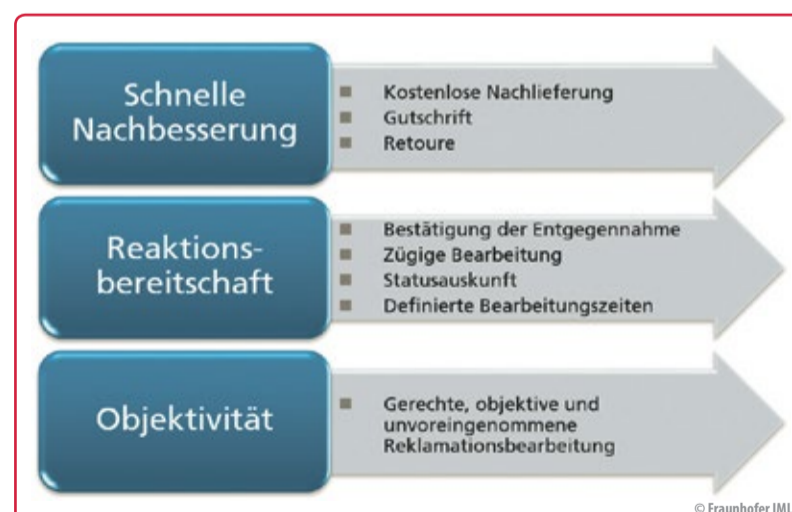 Schnelle
Nachbesserung
Kostenlose Nachlieferung
Gutschrift
Retoure
Reaktions-
bereitschaft
Bestätigung der Entgegennahme
Zügige Bearbeitung
Statusauskunft
Definierte Bearbeitungszeiten
Objektivität
Gerechte, objektive und
unvoreingenommene
Reklamationsbearbeitung
© Fraunhofer IML